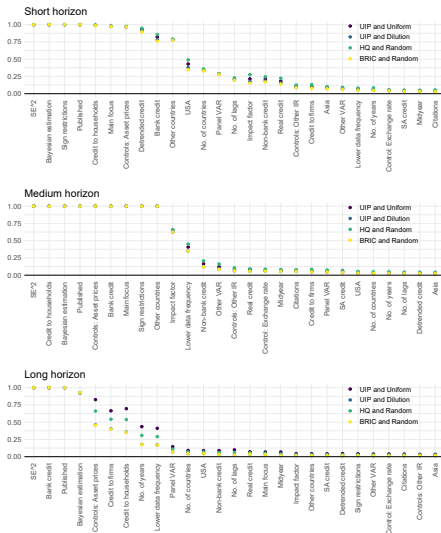 Short horizon
1.00
0.75
0.50
0.25
0.00
UIP and Uniform
UIP and Dilution
HQ and Random
BRIC and Random
SE^2
Bayesian estimation
Sign restrictions
Published
Credit to households
Main focus
Controls: Asset prices
Detrended credit
Bank credit
Other countries
USA
No. of countries
Panel VAR
No. of lags
Impact factor
Non-bank credit
Real credit
Controls: Other IR
Credit to firms
Asia
Other VAR
Lower data frequency
No. of years
Control: Exchange rate
SA credit
Midyear
Citations
Medium horizon
1.00
0.75
0.50
0.25
0.00
UIP and Uniform
UIP and Dilution
HQ and Random
BRIC and Random
SE^2
Credit to households
Bayesian estimation
Published
Controls: Asset prices
Bank credit
Main focus
Sign restrictions
Other countries
Impact factor
Lower data frequency
Non-bank credit
Other VAR
Controls: Other IR
Real credit
Control: Exchange rate
Midyear
Citations
Credit to firms
Panel VAR
SA credit
USA
No. of countries
No. of years
No. of lags
Detrended credit
Asia
Long horizon
1.00
0.75
0.50
0.25
0.00
UIP and Uniform
UIP and Dilution
HQ and Random
BRIC and Random
SE^2
Bank credit
Published
Bayesian estimation
Controls: Asset prices
Credit to firms
Credit to households
No. of years
Lower data frequency
Panel VAR
No. of countries
USA
Non-bank credit
No. of lags
Real credit
Main focus
Midyear
Impact factor
Other countries
SA credit
Detrended credit
Sign restrictions
Other VAR
Control: Exchange rate
Citations
Controls: Other IR
Asia